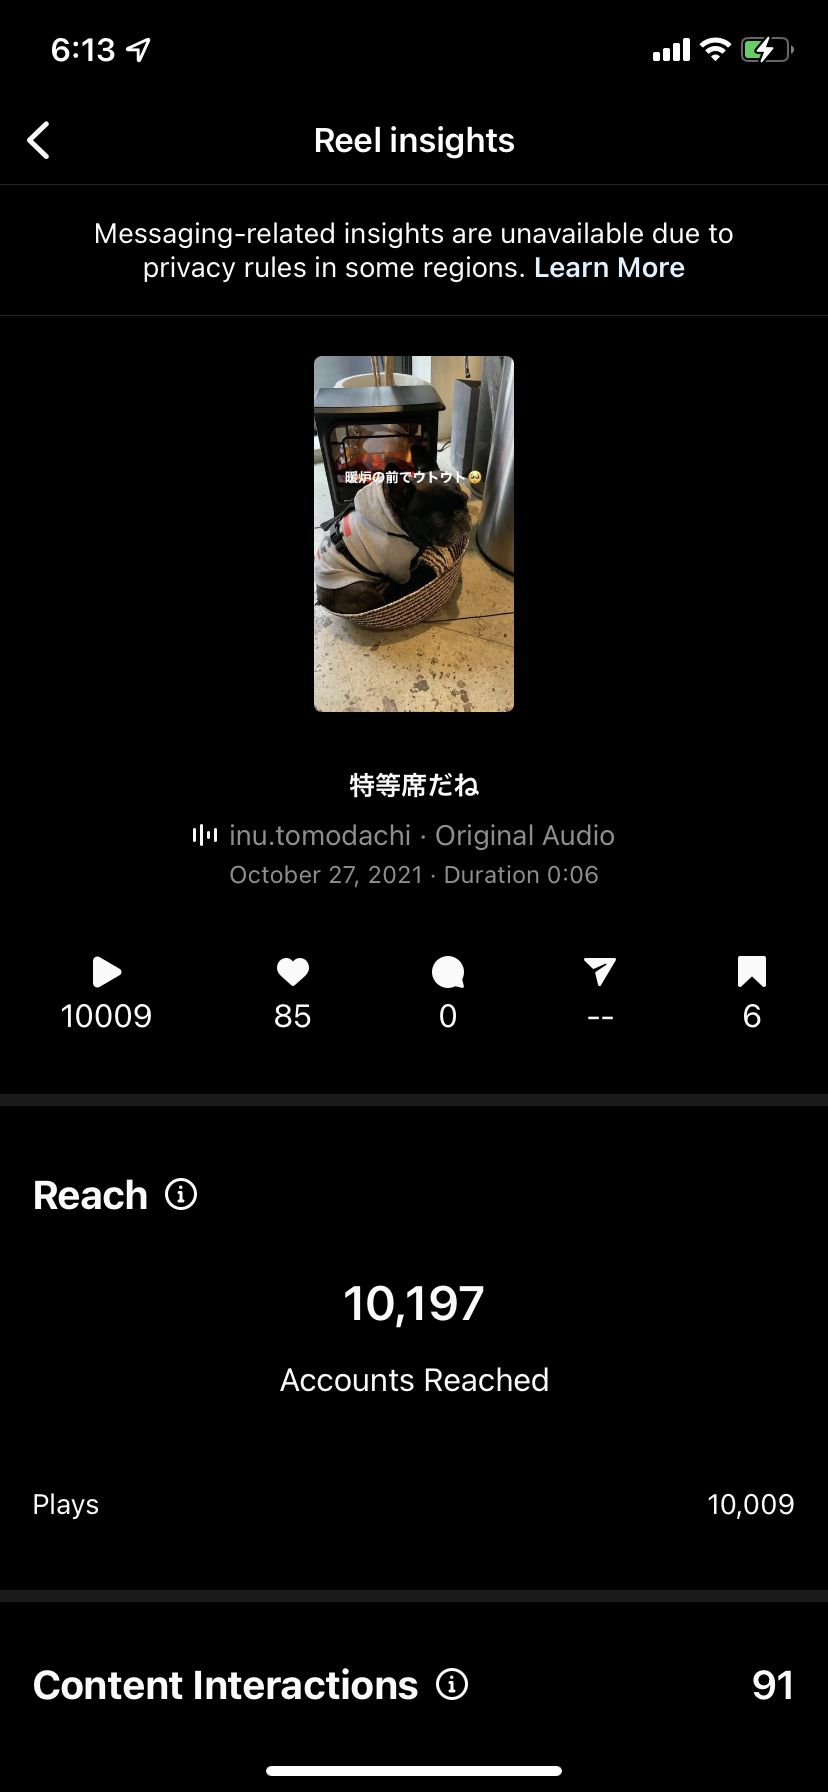 6:13
Reel insights
Messaging-related insights are unavailable due to
privacy rules in some regions. Learn More
暖炉の前でウトウト🥹
特等席だね
inu.tomodachi · Original Audio
October 27, 2021 · Duration 0:06
10009 85 0 -- 6
Reach
10,197
Accounts Reached
Plays 10,009
Content Interactions 91